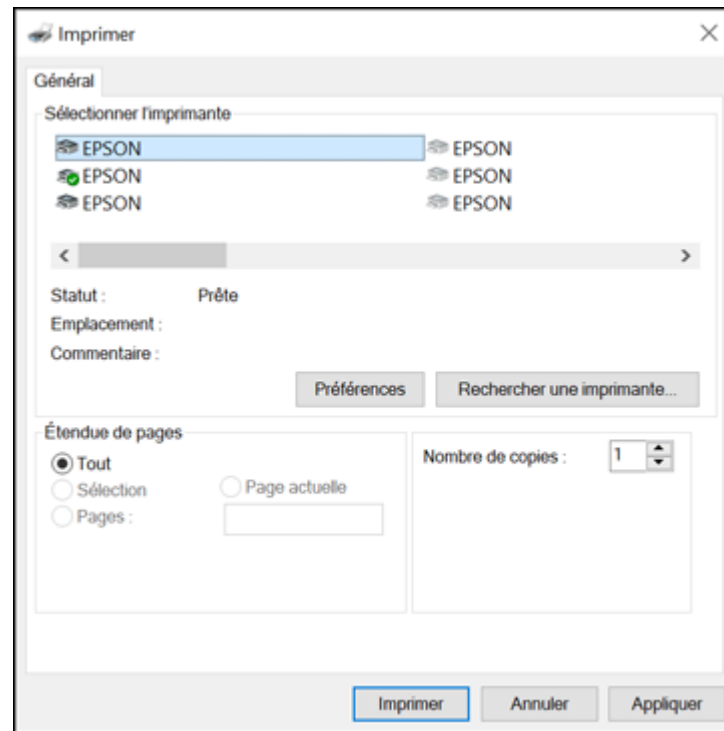 Imprimer
Général
Sélectionner l'imprimante
EPSON EPSON
EPSON EPSON
EPSON EPSON
Statut : Prête
Emplacement :
Commentaire :
Préférences Rechercher une imprimante...
Étendue de pages
Tout
Sélection Page actuelle
Pages :
Nombre de copies : 1
Imprimer Annuler Appliquer